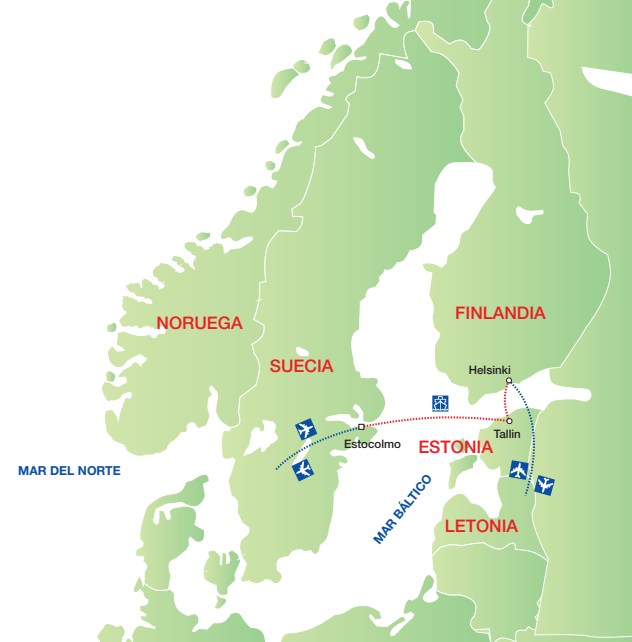 NORUEGA
FINLANDIA
SUECIA
Helsinki
Estocolmo
Tallin
ESTONIA
MAR DEL NORTE
MAR BÁLTICO
LETONIA